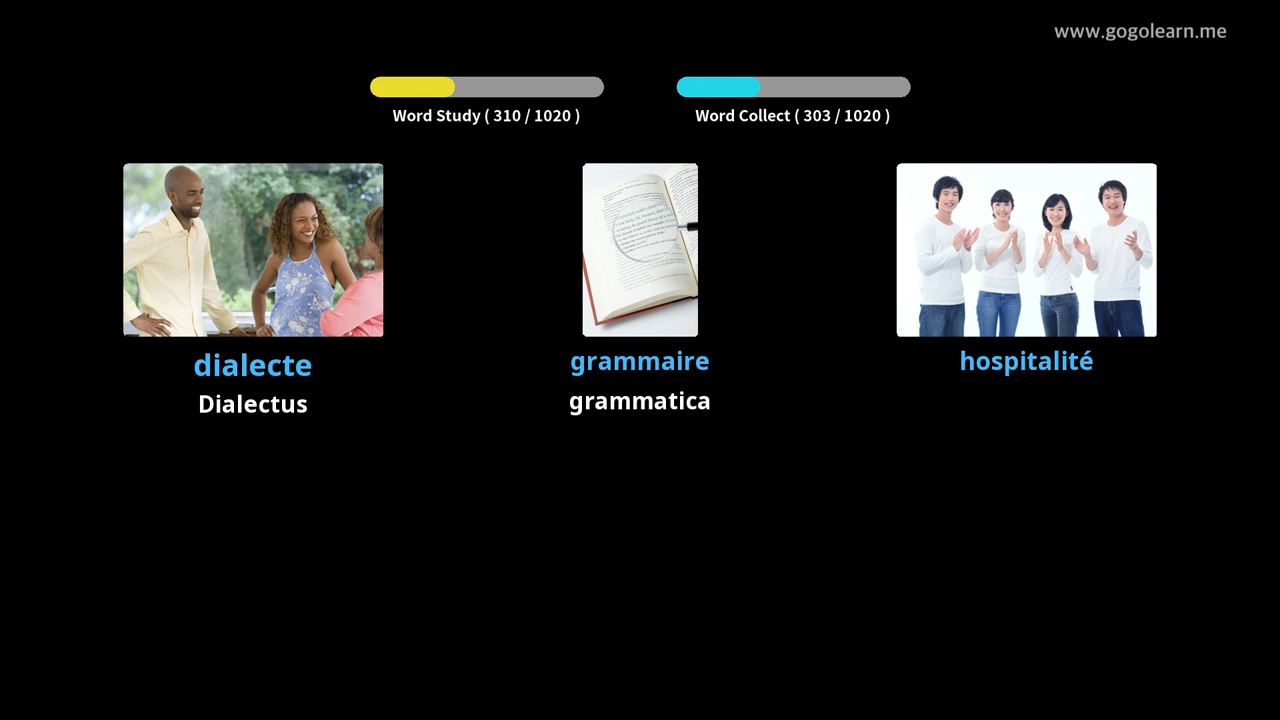 www.gogolearn.me
Word Study ( 310 / 1020 )
Word Collect ( 303 / 1020 )
dialecte
Dialectus
grammaire
grammatica
hospitalité